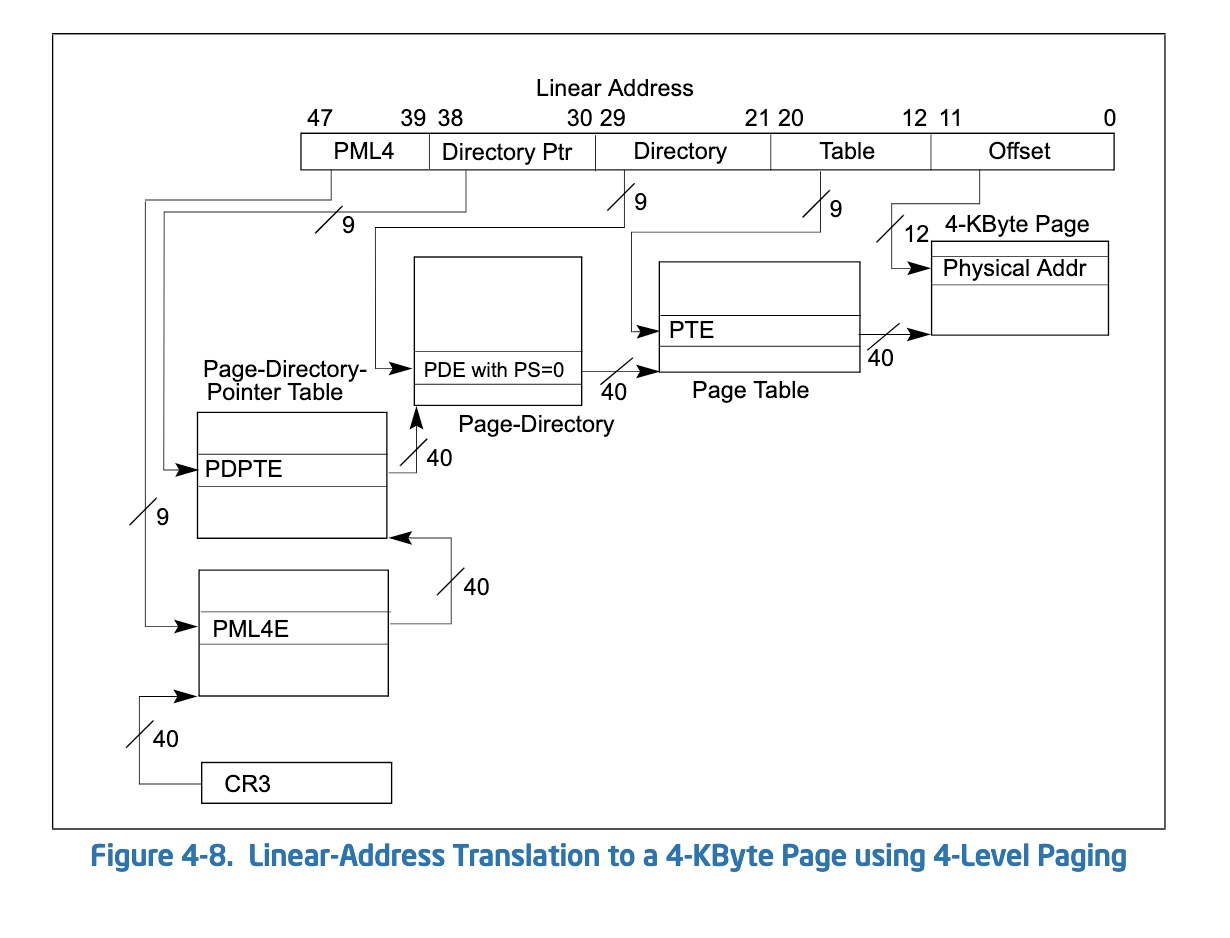 Linear Address
47 39 38 30 29 21 20 12 11 0
PML4 Directory Ptr Directory Table Offset
9
9
9
12
4-KByte Page
Physical Addr
PTE
40
Page Table
PDE with PS=0
40
Page-Directory
Page-Directory-
Pointer Table
PDPTE
40
9
40
PML4E
40
CR3
Figure 4-8. Linear-Address Translation to a 4-KByte Page using 4-Level Paging